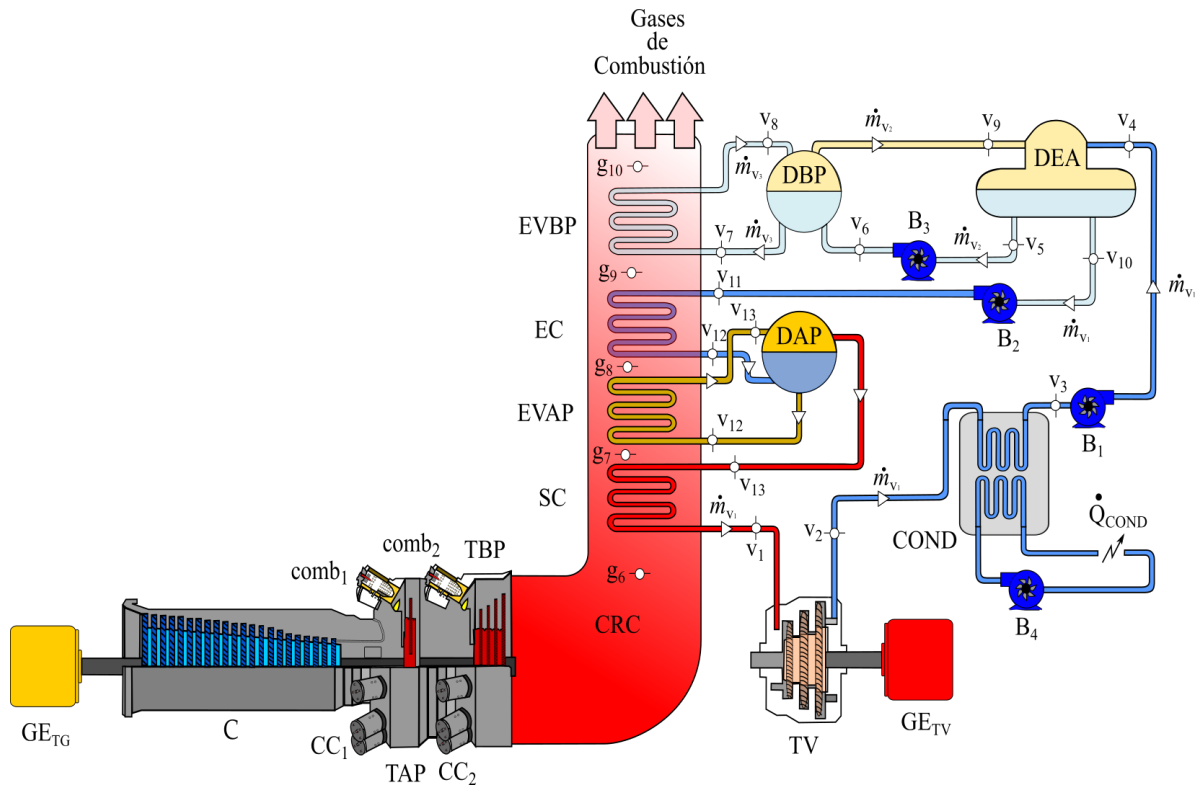 Gases
de
Combustión
v8
ṁv2
v9
v4
g10
DBP
DEA
ṁv3
EVBP
v7
ṁv3
v6
B3
ṁv2
v5
v10
g9
v11
ṁv1
v13
B2
ṁv1
EC
v12
DAP
g8
EVAP
v12
v3
B1
g7
v13
SC
ṁv1
ṁv1
Q̇COND
v1
v2
COND
comb2
TBP
comb1
g6
B4
CRC
GETG
C
CC1
TAP
CC2
TV
GETV